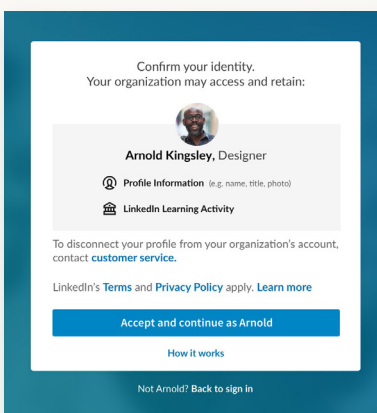 Confirm your identity.
Your organization may access and retain:
Arnold Kingsley, Designer
Profile Information (e.g. name, title, photo)
LinkedIn Learning Activity
To disconnect your profile from your organization's account,
contact customer service.
LinkedIn's Terms and Privacy Policy apply. Learn more
Accept and continue as Arnold
How it works
Not Arnold? Back to sign in